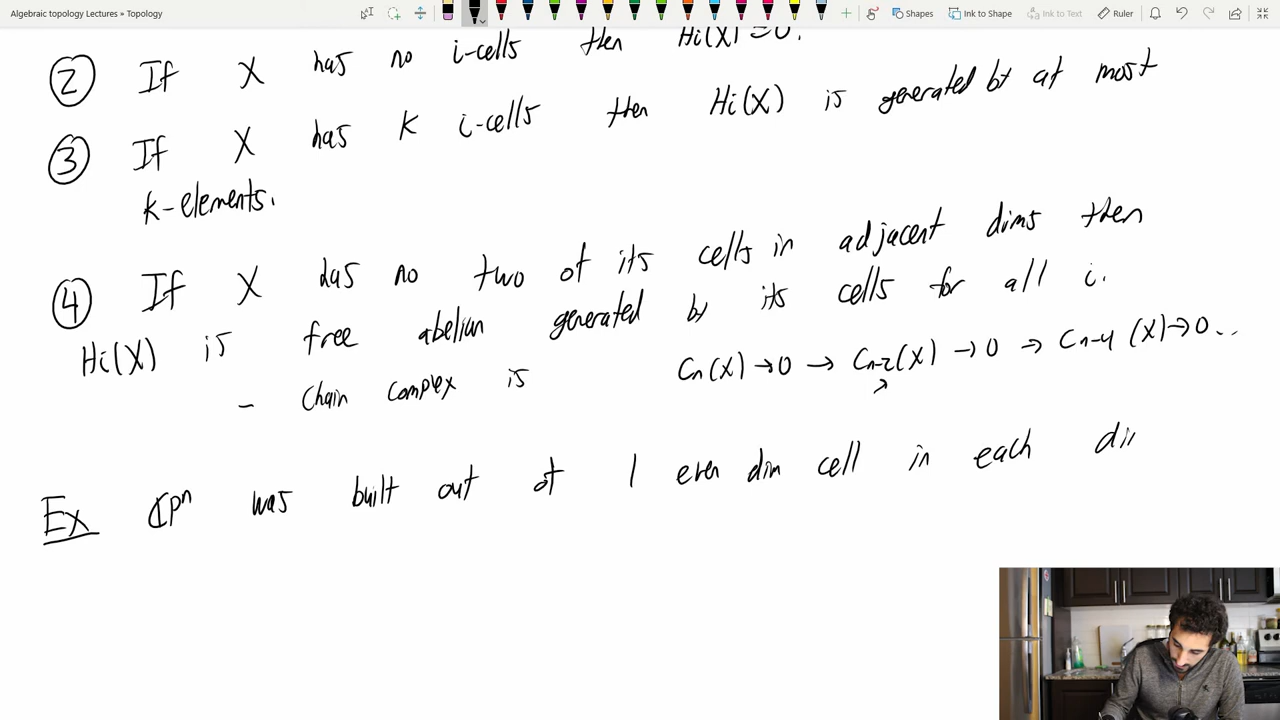 Algebraic topology Lectures » Topology
Shapes Ink to Shape Ink to Text Ruler
② If X has no i-cells then Hi(X)=0.
③ If X has k i-cells then Hi(X) is generated by at most
k-elements.
④ If X has no two of its cells in adjacent dims then
Hi(X) is free abelian generated by its cells for all i.
- Chain complex is Cn(X)→0→Cn-2(X)→0→Cn-4(X)→0...
Ex ℂPⁿ was built out of 1 even dim cell in each di